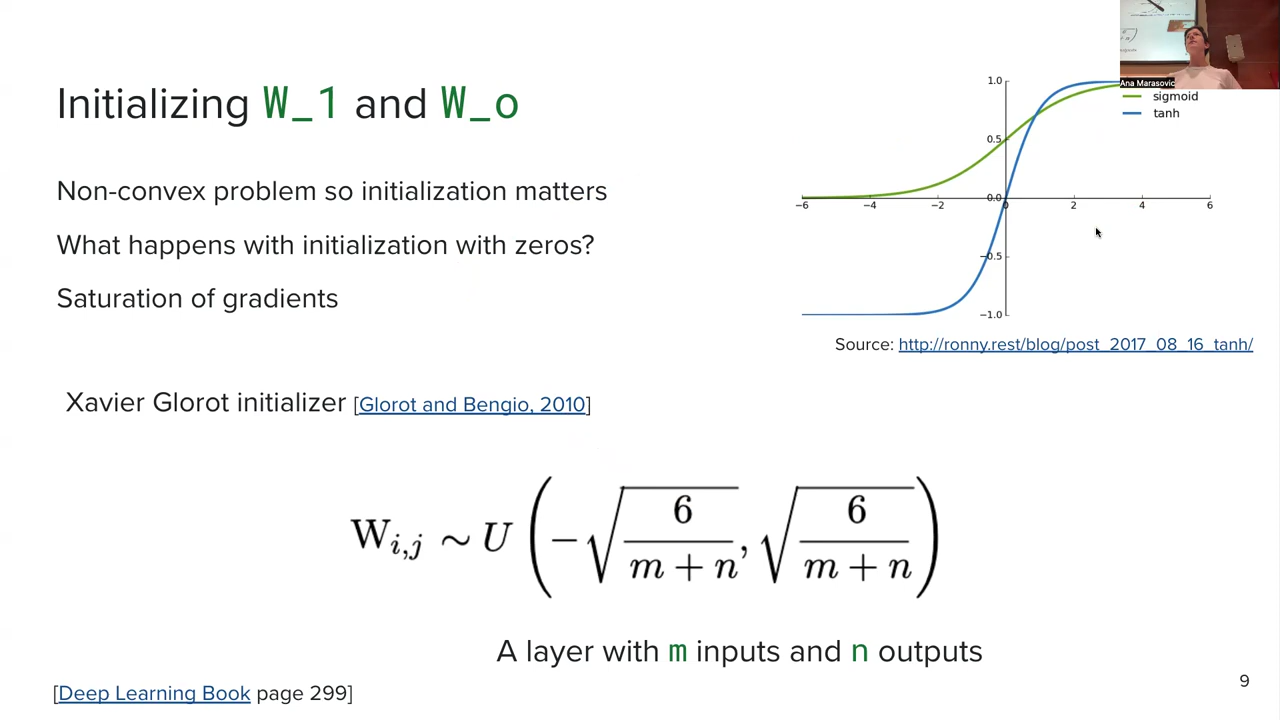 Initializing W_1 and W_o
Non-convex problem so initialization matters
What happens with initialization with zeros?
Saturation of gradients
1.0
0.5
0.0
−0.5
−1.0
−6
−4
−2
0
2
4
6
Ana Marasovic
sigmoid
tanh
Source: http://ronny.rest/blog/post_2017_08_16_tanh/
Xavier Glorot initializer [Glorot and Bengio, 2010]
W_{i,j} ∼ U (−√(6/(m + n)), √(6/(m + n)))
A layer with m inputs and n outputs
[Deep Learning Book page 299]
9